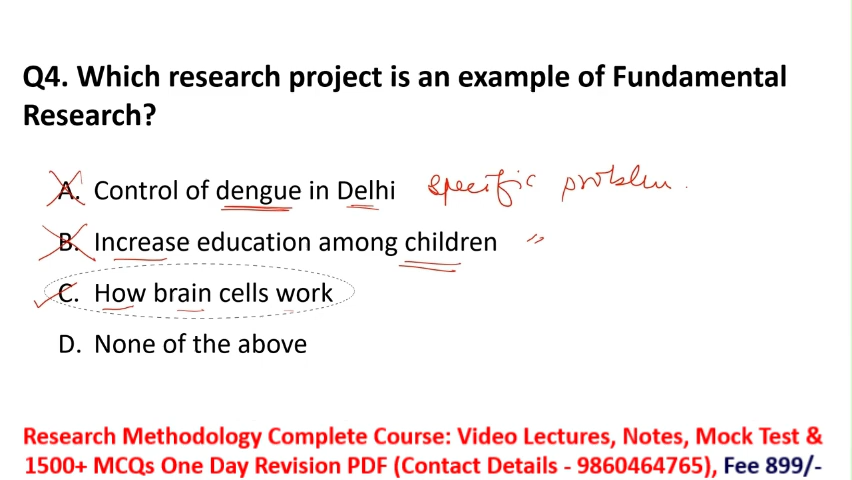 Q4. Which research project is an example of Fundamental
Research?
A. Control of dengue in Delhi specific problem.
B. Increase education among children "
C. How brain cells work
D. None of the above
Research Methodology Complete Course: Video Lectures, Notes, Mock Test &
1500+ MCQs One Day Revision PDF (Contact Details - 9860464765), Fee 899/-